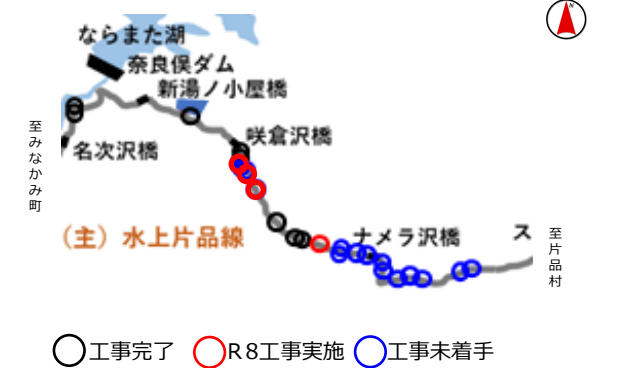 N
ならまた湖
奈良俣ダム
新湯ノ小屋橋
至みなかみ町
名次沢橋
咲倉沢橋
(主)水上片品線
ナメラ沢橋
ス
至片品村
工事完了
R8工事実施
工事未着手